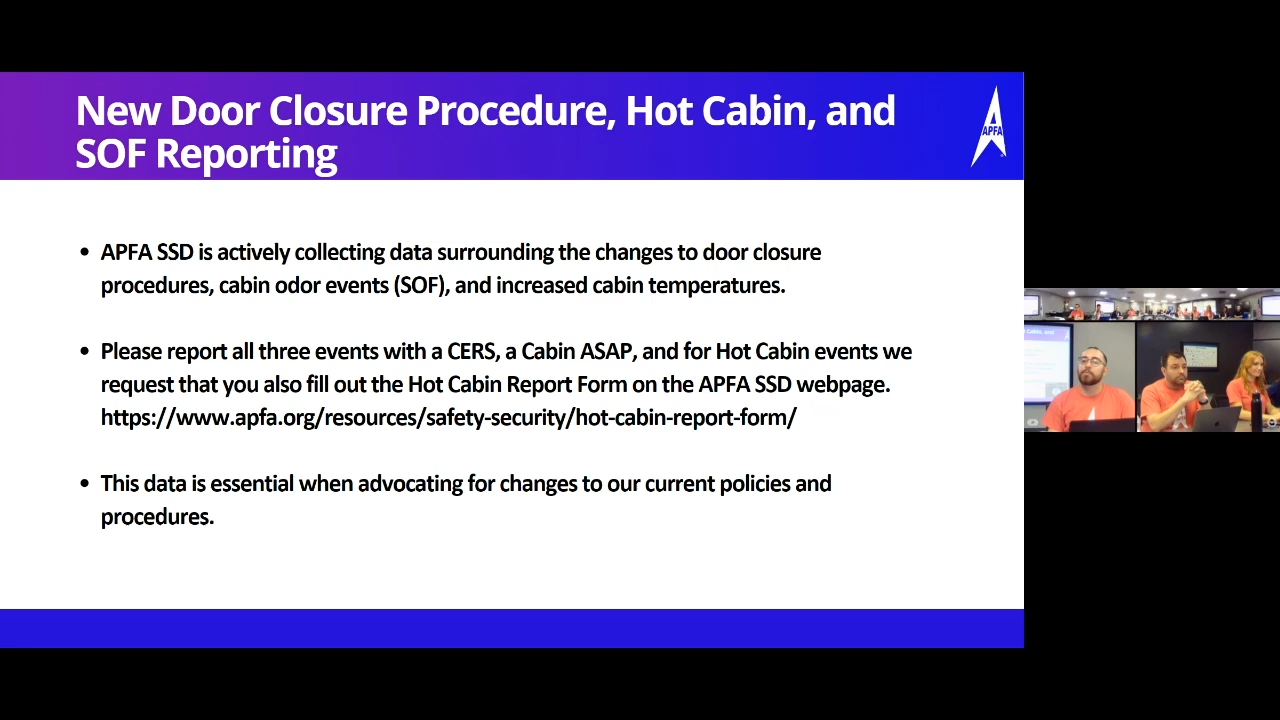 New Door Closure Procedure, Hot Cabin, and
SOF Reporting
APFA
• APFA SSD is actively collecting data surrounding the changes to door closure
procedures, cabin odor events (SOF), and increased cabin temperatures.
• Please report all three events with a CERS, a Cabin ASAP, and for Hot Cabin events we
request that you also fill out the Hot Cabin Report Form on the APFA SSD webpage.
https://www.apfa.org/resources/safety-security/hot-cabin-report-form/
• This data is essential when advocating for changes to our current policies and
procedures.